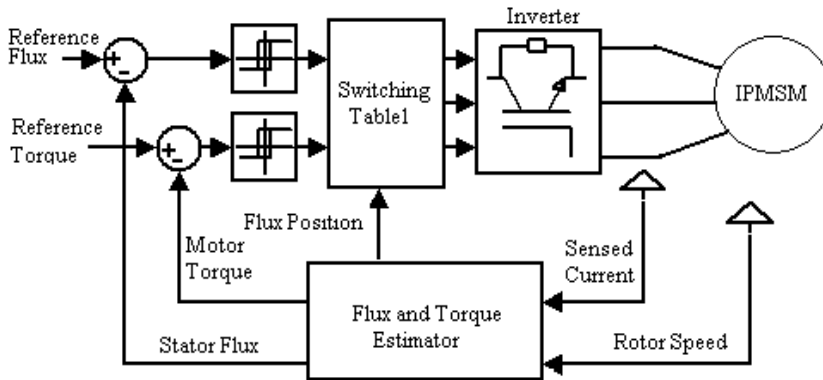 Reference
Flux
Reference
Torque
Switching
Table1
Inverter
IPMSM
Flux Position
Motor
Torque
Sensed
Current
Flux and Torque
Estimator
Stator Flux
Rotor Speed